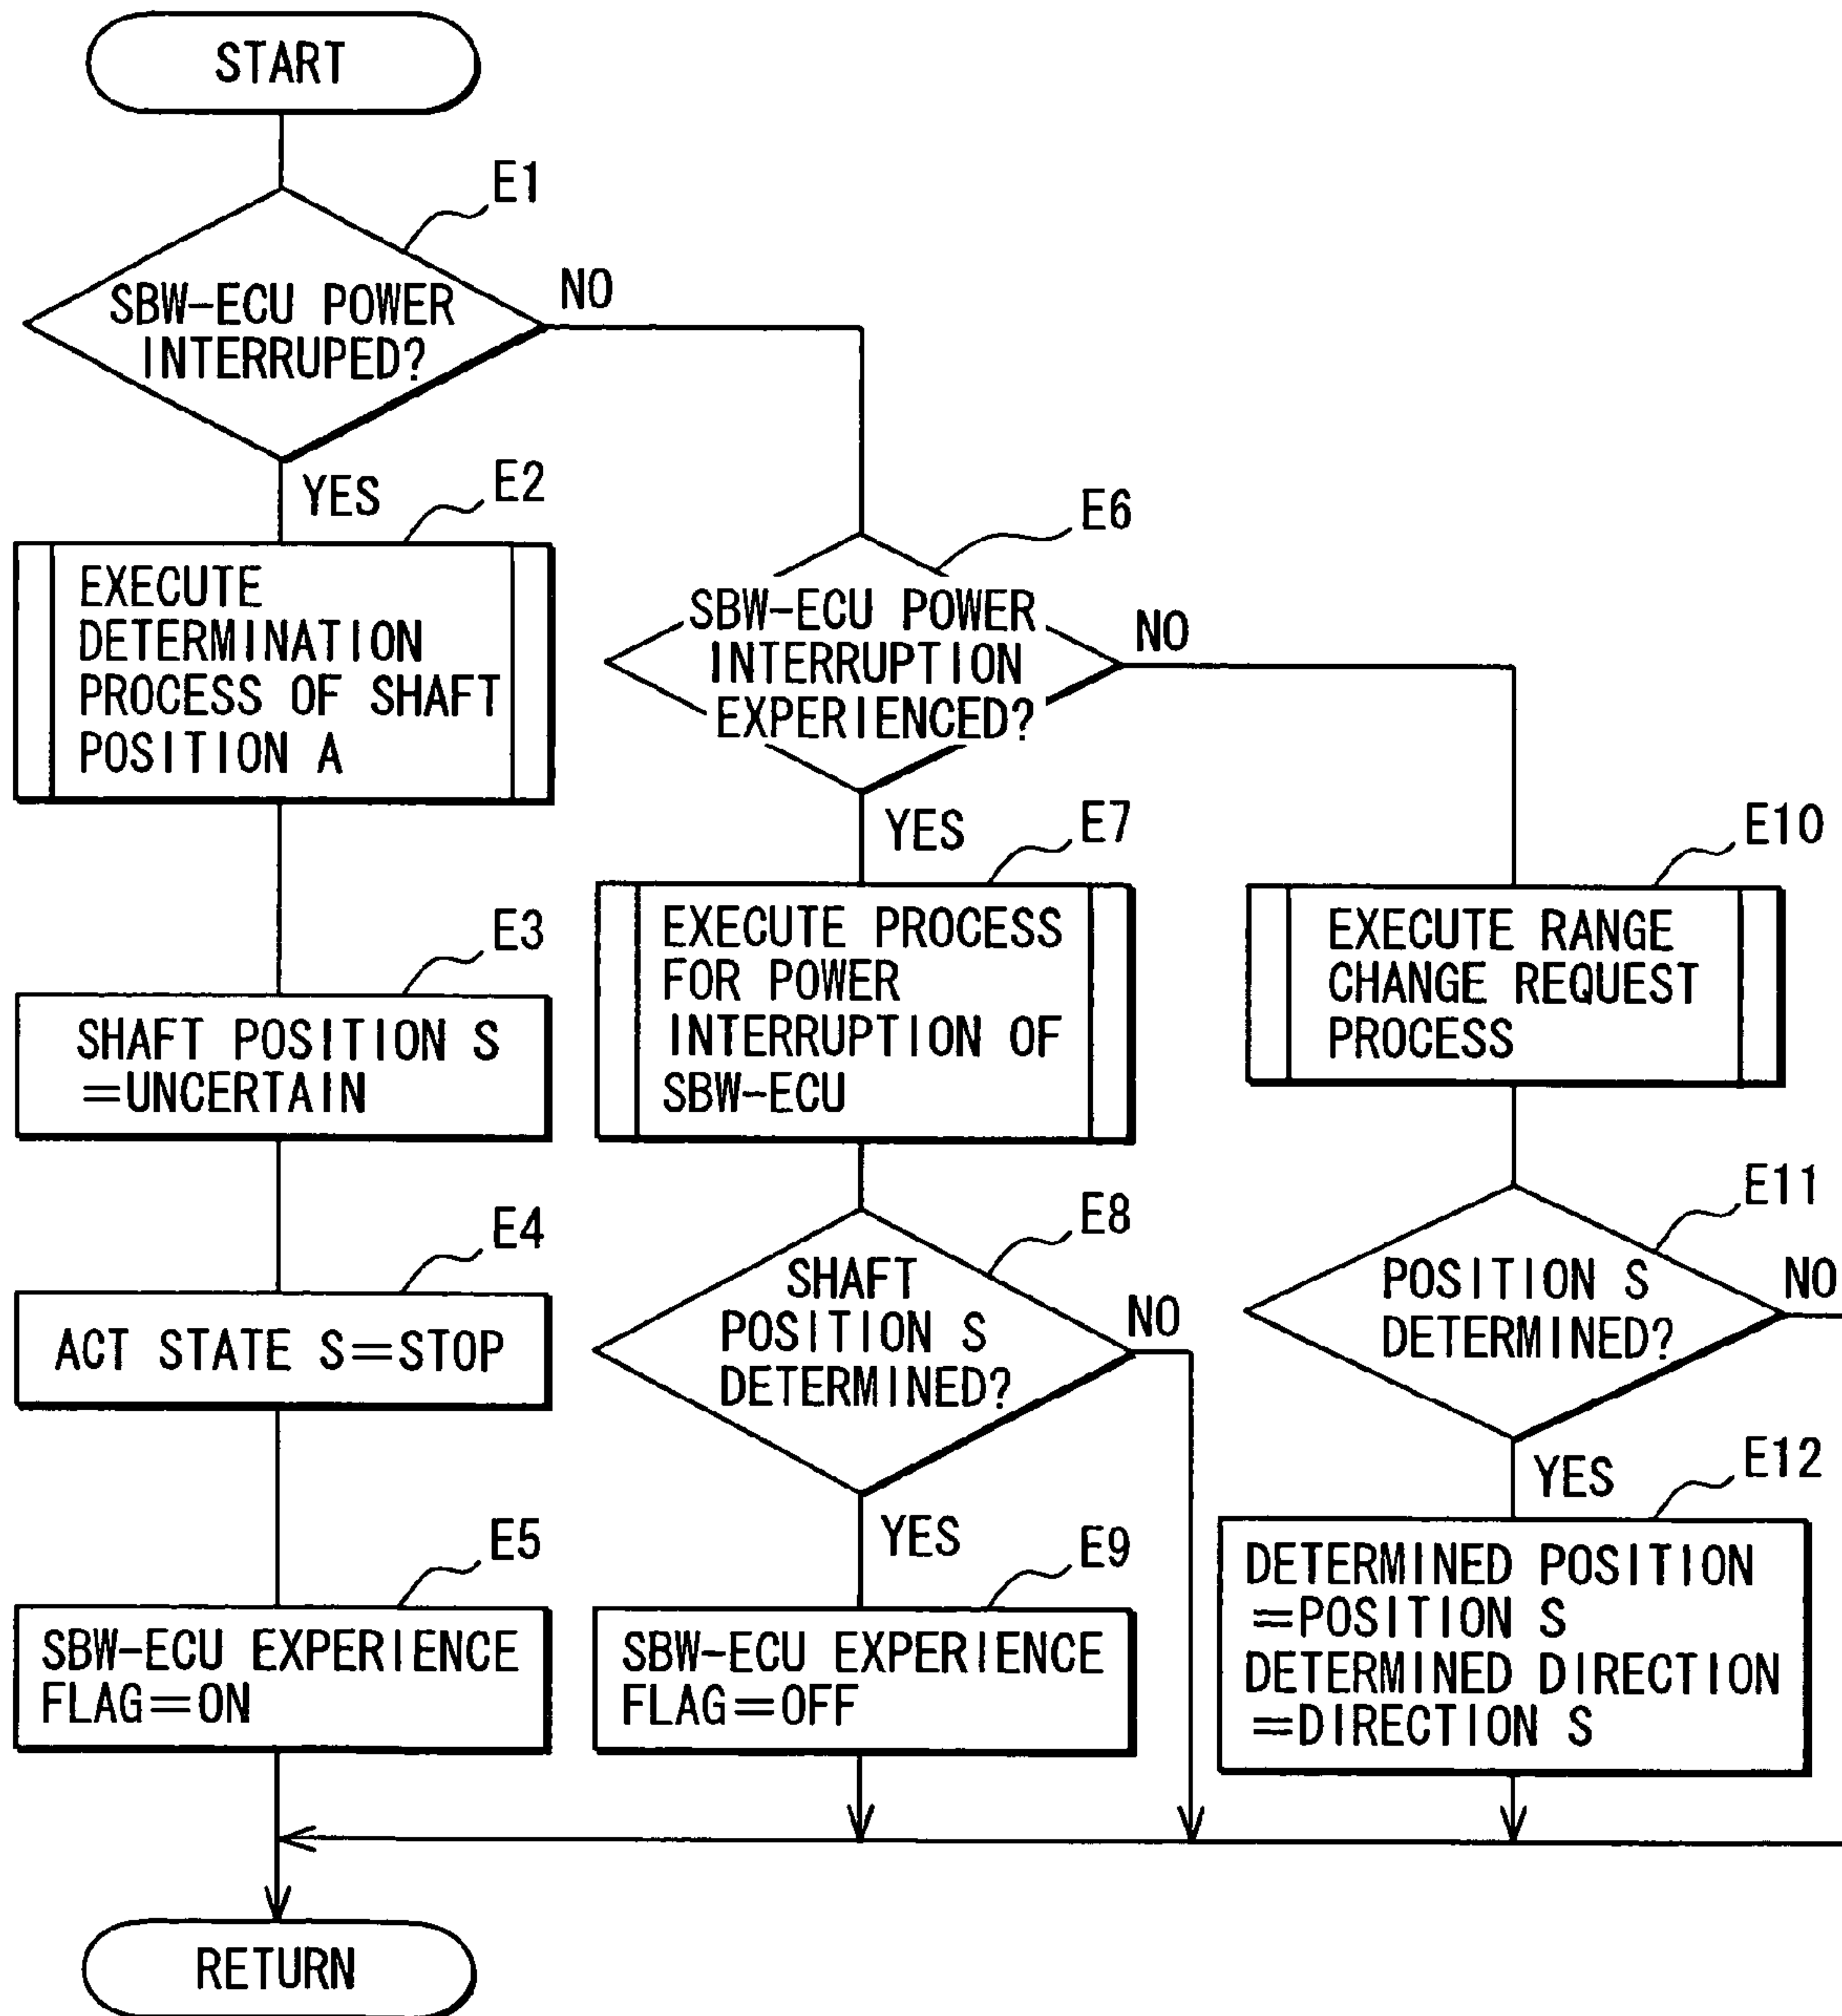 START
E1
SBW-ECU POWER
INTERRUPED?
NO
YES
E2
EXECUTE
DETERMINATION
PROCESS OF SHAFT
POSITION A
E3
SHAFT POSITION S
=UNCERTAIN
E4
ACT STATE S=STOP
E5
SBW-ECU EXPERIENCE
FLAG=ON
E6
SBW-ECU POWER
INTERRUPTION
EXPERIENCED?
NO
YES
E7
EXECUTE PROCESS
FOR POWER
INTERRUPTION OF
SBW-ECU
E8
SHAFT
POSITION S
DETERMINED?
NO
YES
E9
SBW-ECU EXPERIENCE
FLAG=OFF
E10
EXECUTE RANGE
CHANGE REQUEST
PROCESS
E11
POSITION S
DETERMINED?
NO
YES
E12
DETERMINED POSITION
=POSITION S
DETERMINED DIRECTION
=DIRECTION S
RETURN